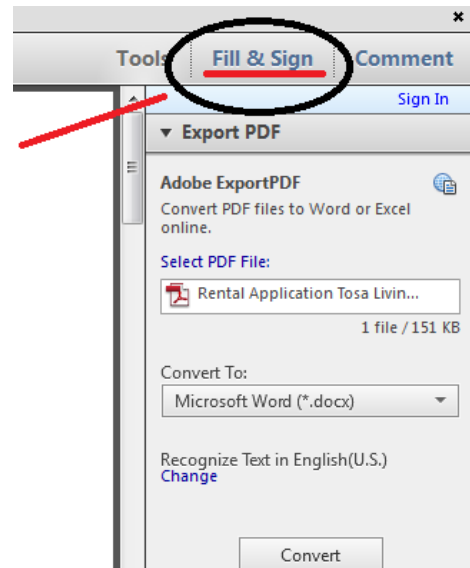 Tools Fill & Sign Comment
Sign In
Export PDF
Adobe ExportPDF
Convert PDF files to Word or Excel
online.
Select PDF File:
Rental Application Tosa Livin...
1 file / 151 KB
Convert To:
Microsoft Word (*.docx)
Recognize Text in English(U.S.)
Change
Convert